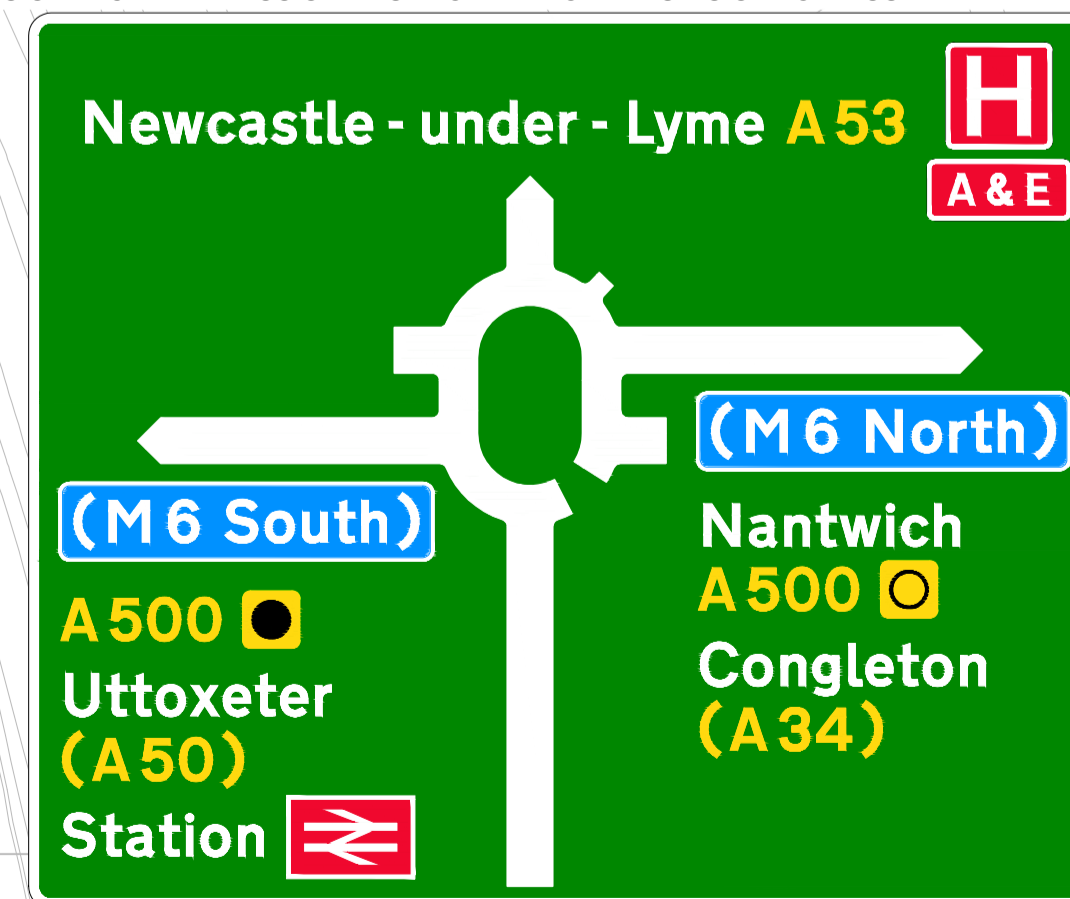 Newcastle - under - Lyme A53
H
A & E
(M6 South)
A500
Uttoxeter
(A50)
Station
(M6 North)
Nantwich
A500
Congleton
(A34)